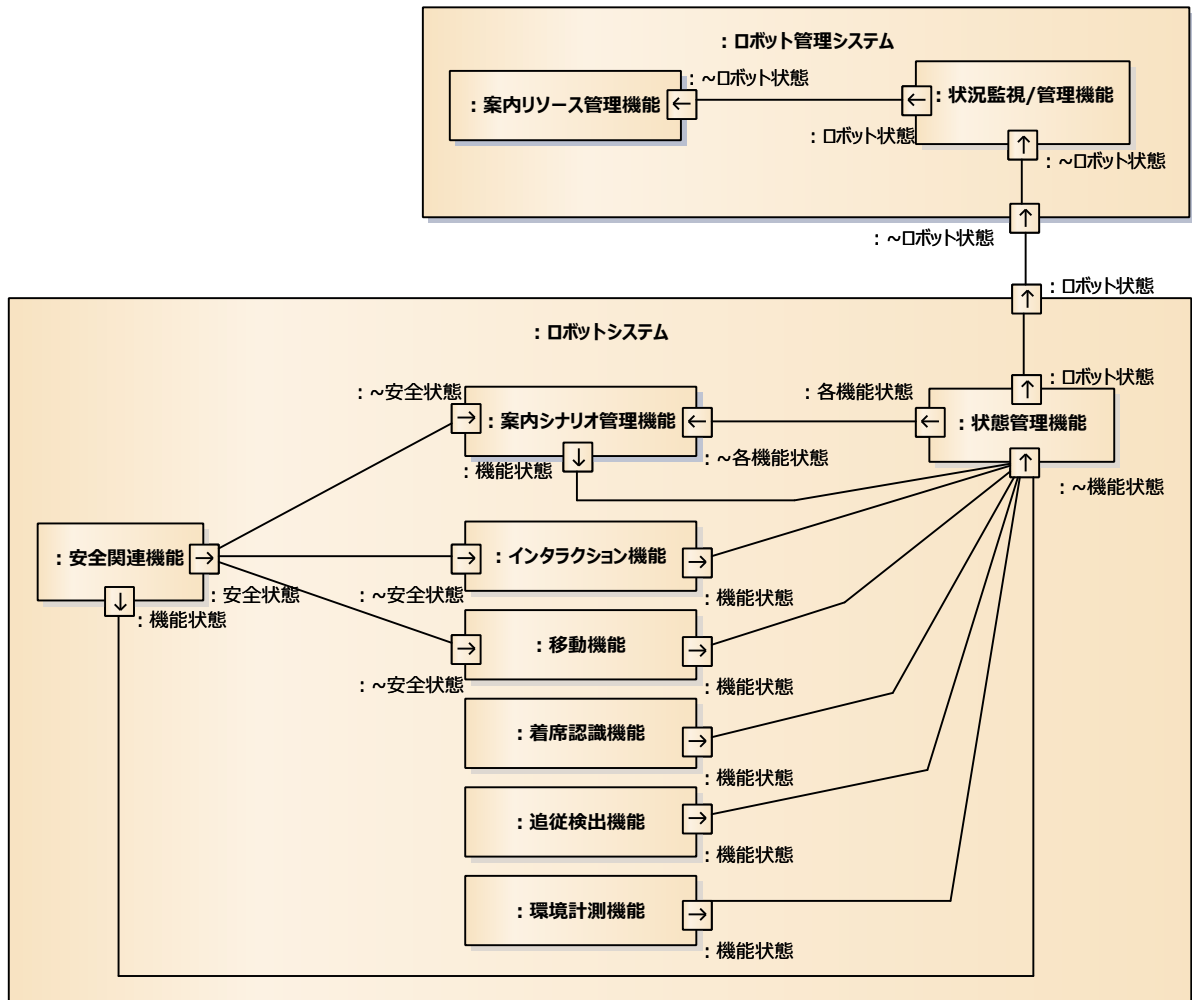 : ロボット管理システム
: ~ロボット状態
: 案内リソース管理機能
: 状況監視/管理機能
: ロボット状態
: ~ロボット状態
: ~ロボット状態
: ロボット状態
: ロボットシステム
: ロボット状態
: ~安全状態
: 各機能状態
: 案内シナリオ管理機能
: 状態管理機能
: 機能状態
: ~各機能状態
: ~機能状態
: 安全関連機能
: インタラクション機能
: 安全状態
: ~安全状態
: 機能状態
: 機能状態
: 移動機能
: ~安全状態
: 機能状態
: 着席認識機能
: 機能状態
: 追従検出機能
: 機能状態
: 環境計測機能
: 機能状態